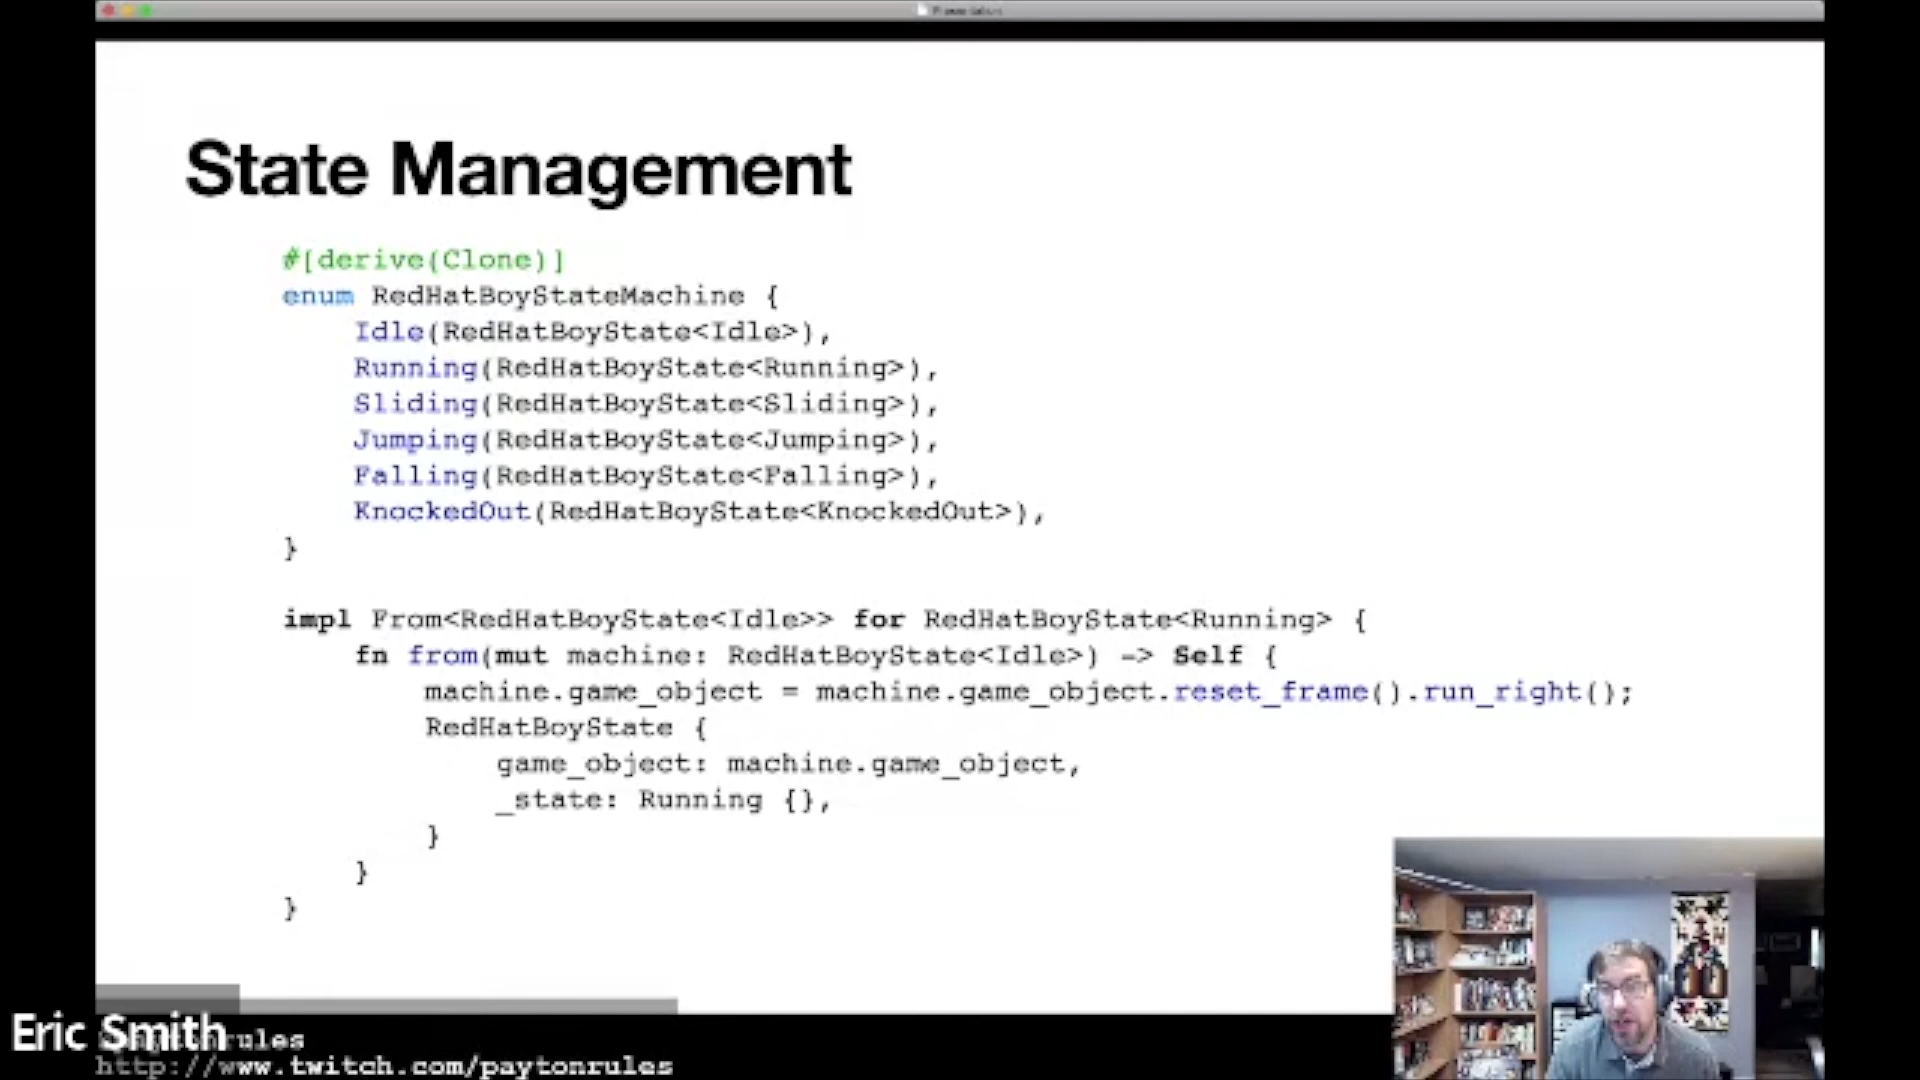 Presentation
State Management
#[derive(Clone)]
enum RedHatBoyStateMachine {
Idle(RedHatBoyState<Idle>),
Running(RedHatBoyState<Running>),
Sliding(RedHatBoyState<Sliding>),
Jumping(RedHatBoyState<Jumping>),
Falling(RedHatBoyState<Falling>),
KnockedOut(RedHatBoyState<KnockedOut>),
}
impl From<RedHatBoyState<Idle>> for RedHatBoyState<Running> {
fn from(mut machine: RedHatBoyState<Idle>) -> Self {
machine.game_object = machine.game_object.reset_frame().run_right();
RedHatBoyState {
game_object: machine.game_object,
_state: Running {},
}
}
}
Eric Smith
http://www.twitch.com/paytonrules